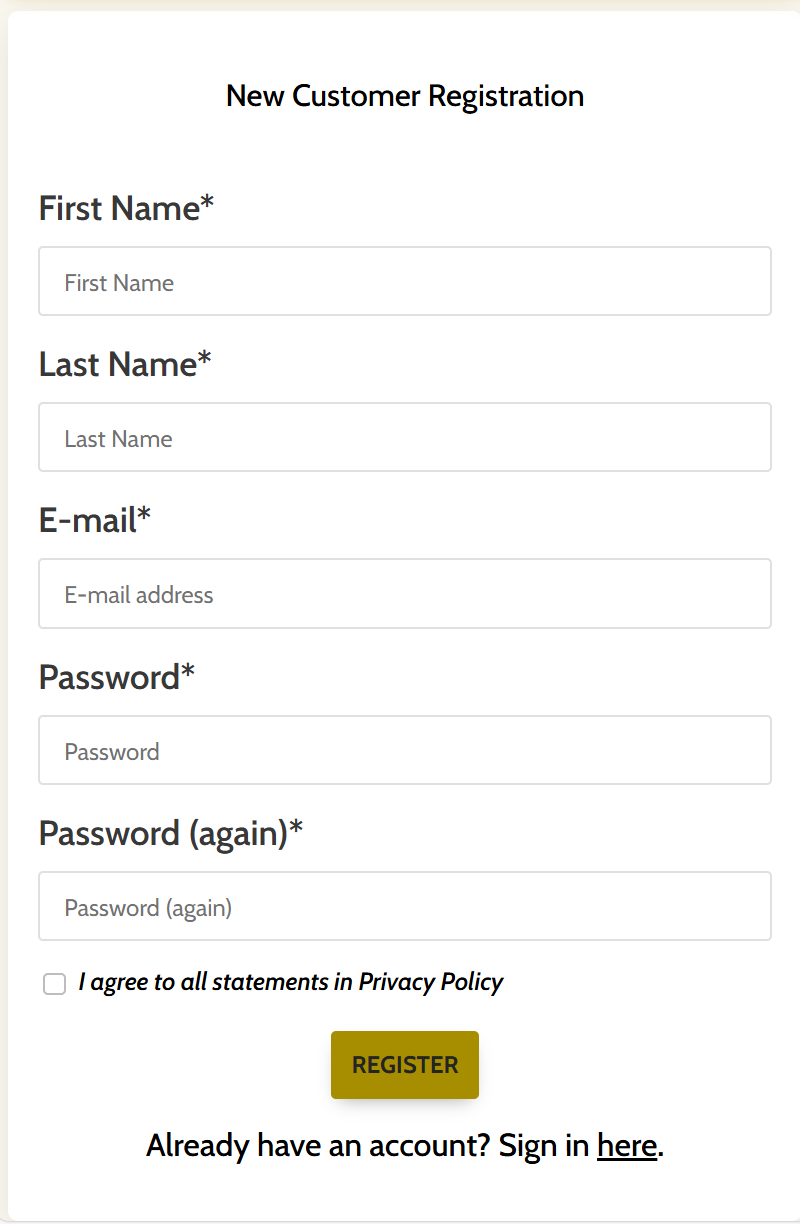 New Customer Registration
First Name*
First Name
Last Name*
Last Name
E-mail*
E-mail address
Password*
Password
Password (again)*
Password (again)
I agree to all statements in Privacy Policy
REGISTER
Already have an account? Sign in here.